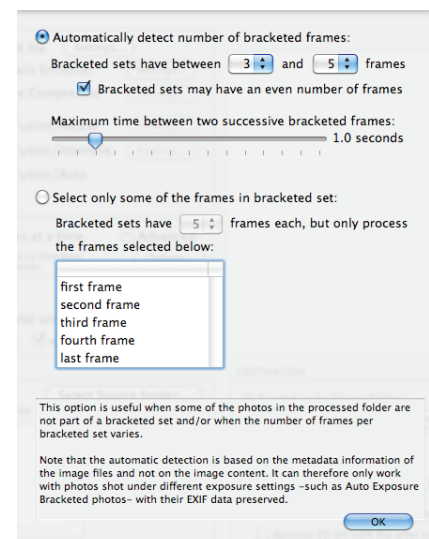 Automatically detect number of bracketed frames:
Bracketed sets have between 3 and 5 frames
Bracketed sets may have an even number of frames
Maximum time between two successive bracketed frames:
1.0 seconds
Select only some of the frames in bracketed set:
Bracketed sets have 5 frames each, but only process
the frames selected below:
first frame
second frame
third frame
fourth frame
last frame
This option is useful when some of the photos in the processed folder are
not part of a bracketed set and/or when the number of frames per
bracketed set varies.
Note that the automatic detection is based on the metadata information of
the image files and not on the image content. It can therefore only work
with photos shot under different exposure settings -such as Auto Exposure
Bracketed photos- with their EXIF data preserved.
OK